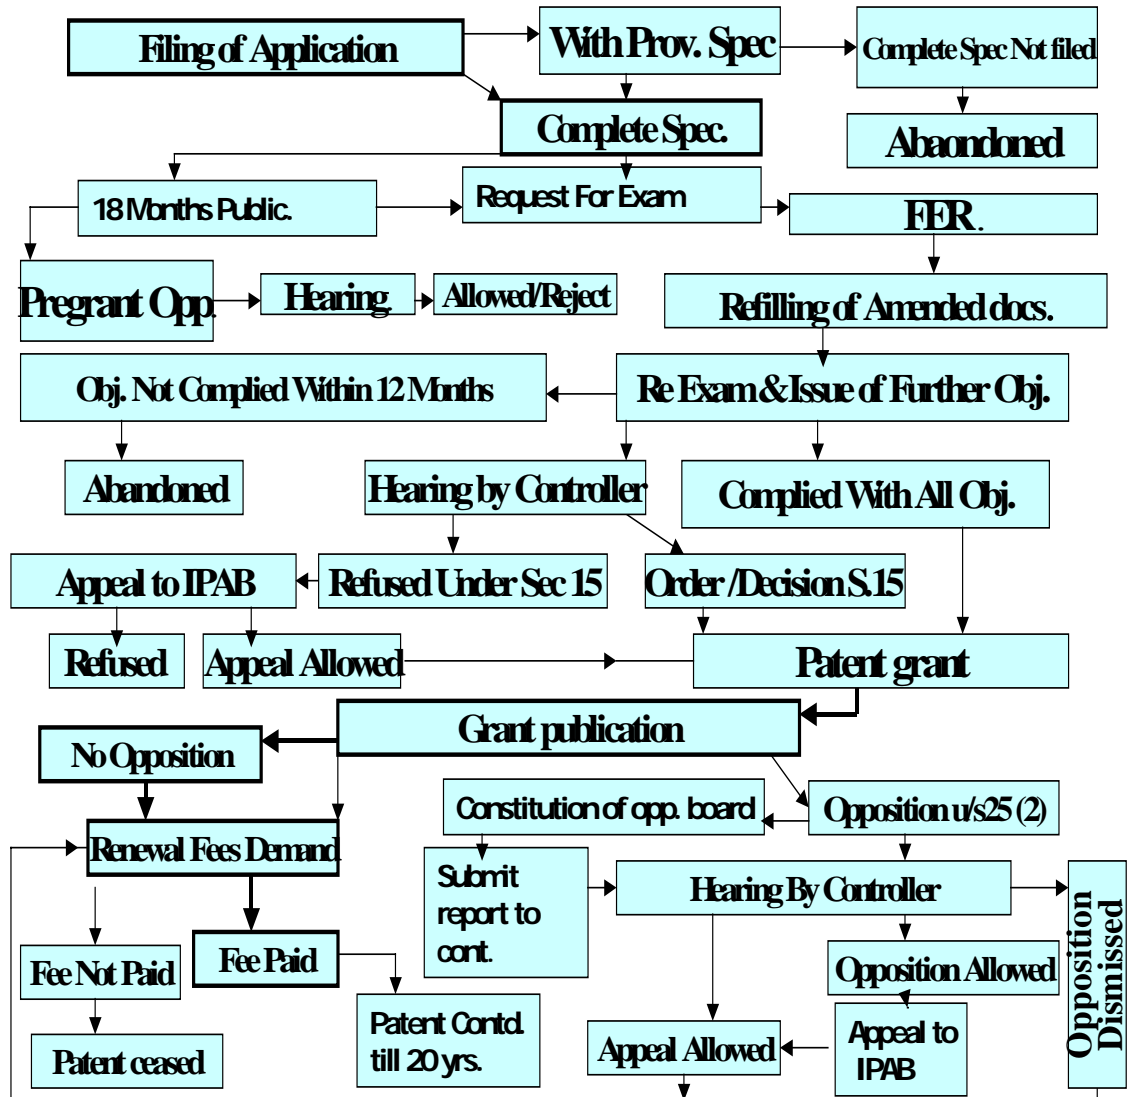 Filing of Application
With Prov. Spec
Complete Spec Not filed
Complete Spec.
Abaondoned
18 Months Public.
Request For Exam
FER.
Pregrant Opp.
Hearing.
Allowed/Reject
Refilling of Amended docs.
Obj. Not Complied Within 12 Months
Re Exam & Issue of Further Obj.
Abandoned
Hearing by Controller
Complied With All Obj.
Appeal to IPAB
Refused Under Sec 15
Order /Decision S.15
Refused
Appeal Allowed
Patent grant
Grant publication
No Opposition
Constitution of opp. board
Opposition u/s25 (2)
Renewal Fees Demand
Submit
report to
cont.
Hearing By Controller
Opposition
Dismissed
Fee Not Paid
Fee Paid
Opposition Allowed
Patent ceased
Patent Contd.
till 20 yrs.
Appeal Allowed
Appeal to
IPAB